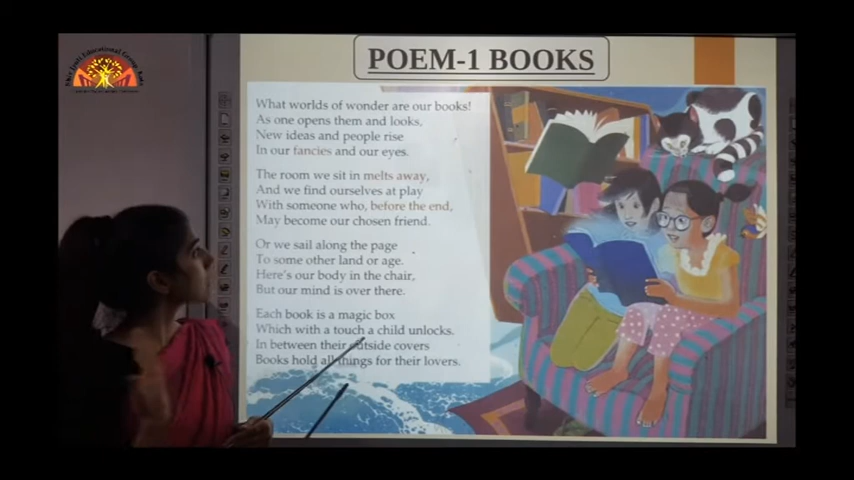 Shiv Jyoti Educational Group, Kota
POEM-1 BOOKS
What worlds of wonder are our books!
As one opens them and looks,
New ideas and people rise
In our fancies and our eyes.
The room we sit in melts away,
And we find ourselves at play
With someone who, before the end,
May become our chosen friend.
Or we sail along the page
To some other land or age.
Here's our body in the chair,
But our mind is over there.
Each book is a magic box
Which with a touch a child unlocks.
In between their outside covers
Books hold all things for their lovers.